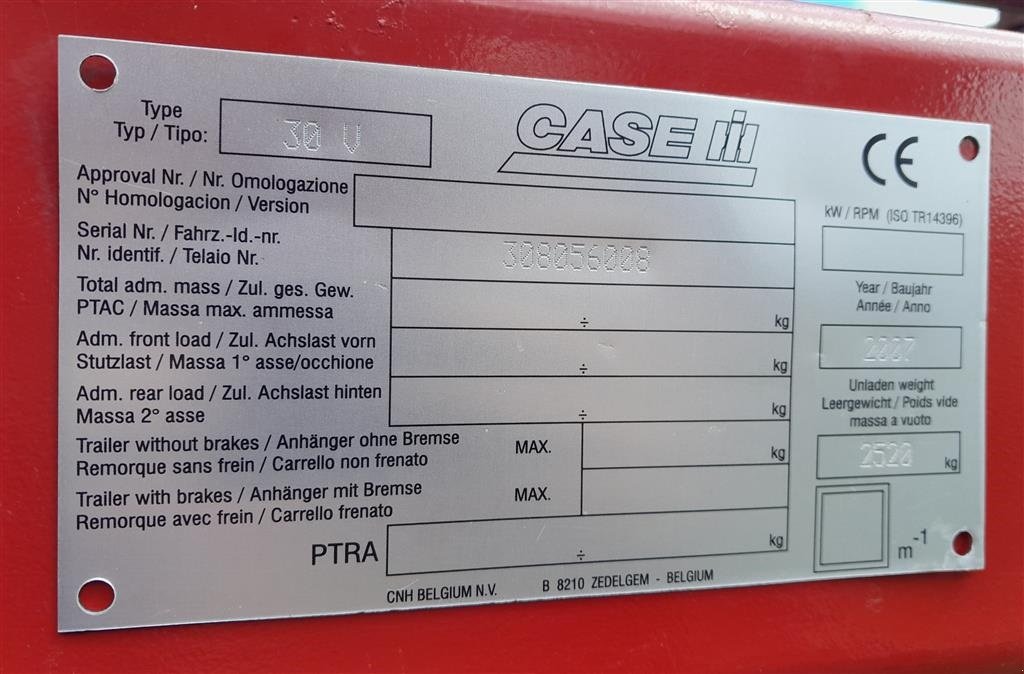 Type
Typ / Tipo:
30 V
CASE IH
CE
Approval Nr. / Nr. Omologazione
N° Homologacion / Version
Serial Nr. / Fahrz.-Id.-nr.
Nr. identif. / Telaio Nr.
308056008
Total adm. mass / Zul. ges. Gew.
PTAC / Massa max. ammessa
÷ kg
Adm. front load / Zul. Achslast vorn
Stutzlast / Massa 1° asse/occhione
÷ kg
Adm. rear load / Zul. Achslast hinten
Massa 2° asse
÷ kg
Trailer without brakes / Anhänger ohne Bremse
Remorque sans frein / Carrello non frenato
MAX. kg
Trailer with brakes / Anhänger mit Bremse
Remorque avec frein / Carrello frenato
MAX.
PTRA ÷ kg
kW / RPM (ISO TR14396)
Year / Baujahr
Année / Anno
2007
Unladen weight
Leergewicht / Poids vide
massa a vuoto
2520 kg
m-1
CNH BELGIUM N.V. B 8210 ZEDELGEM - BELGIUM